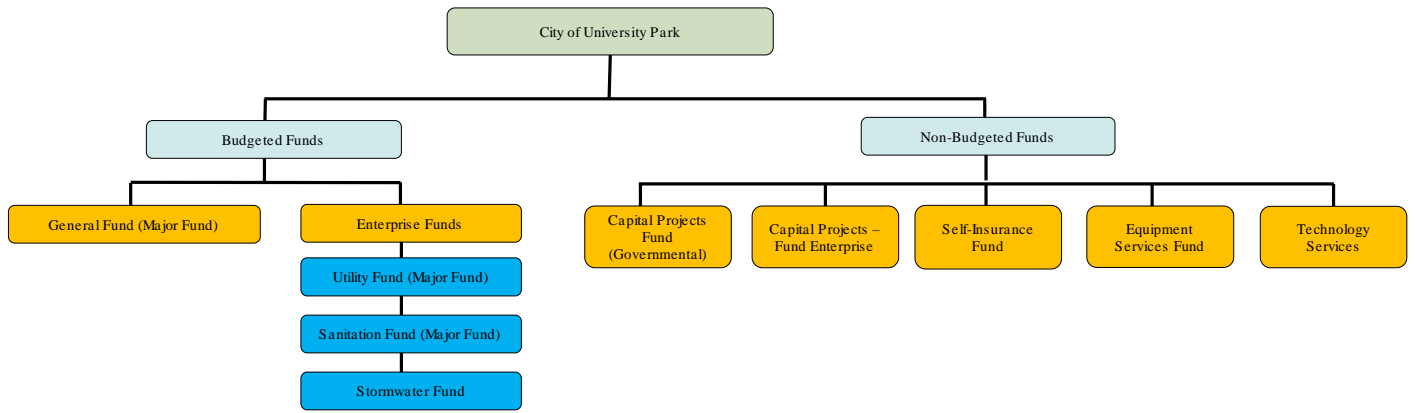 City of University Park
Budgeted Funds
Non-Budgeted Funds
General Fund (Major Fund)
Enterprise Funds
Utility Fund (Major Fund)
Sanitation Fund (Major Fund)
Stormwater Fund
Capital Projects
Fund
(Governmental)
Capital Projects –
Fund Enterprise
Self-Insurance
Fund
Equipment
Services Fund
Technology
Services